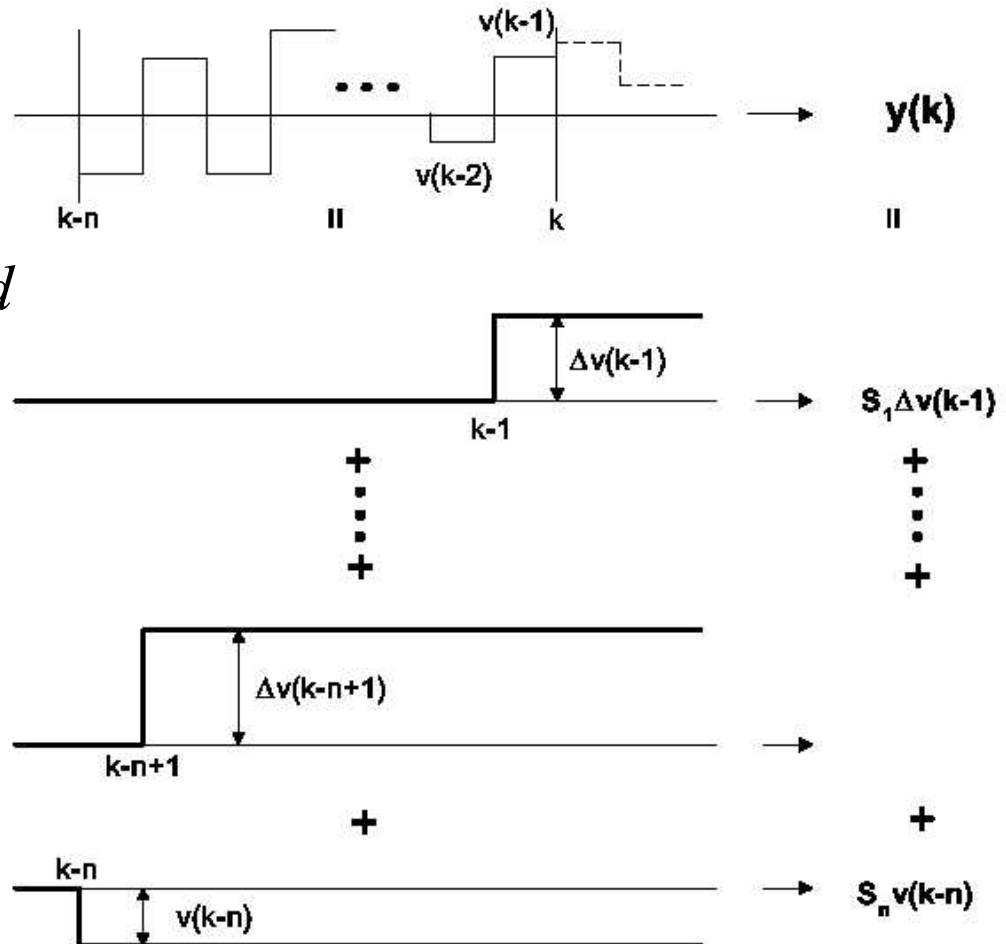 v(k-1)
y(k)
v(k-2)
k-n
II
k
II
d
Δv(k-1)
S₁Δv(k-1)
k-1
+
+
+
+
Δv(k-n+1)
k-n+1
+
+
k-n
v(k-n)
Sₙv(k-n)